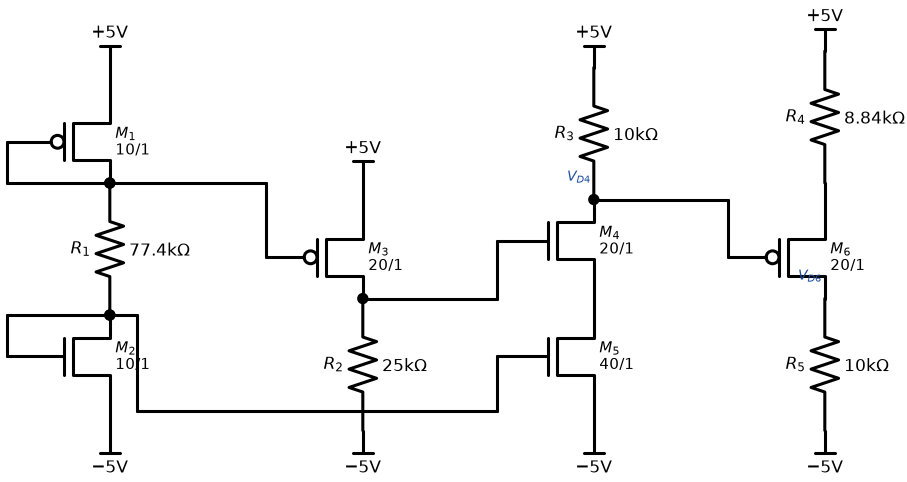 +5V
+5V
+5V
+5V
M1
10/1
R1
77.4kΩ
M2
10/1
−5V
M3
20/1
R2
25kΩ
−5V
R3
10kΩ
VD4
M4
20/1
M5
40/1
−5V
R4
8.84kΩ
M6
20/1
VD6
R5
10kΩ
−5V